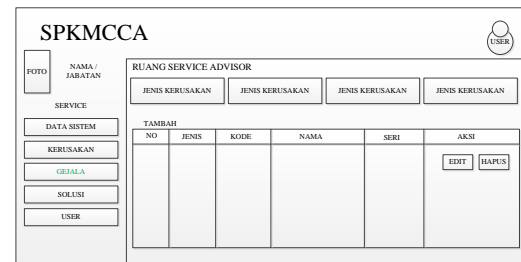 SPKMCCA
USER
FOTO
NAMA /
JABATAN
SERVICE
DATA SISTEM
KERUSAKAN
GEJALA
SOLUSI
USER
RUANG SERVICE ADVISOR
JENIS KERUSAKAN JENIS KERUSAKAN JENIS KERUSAKAN JENIS KERUSAKAN
TAMBAH
NO JENIS KODE NAMA SERI AKSI
EDIT HAPUS